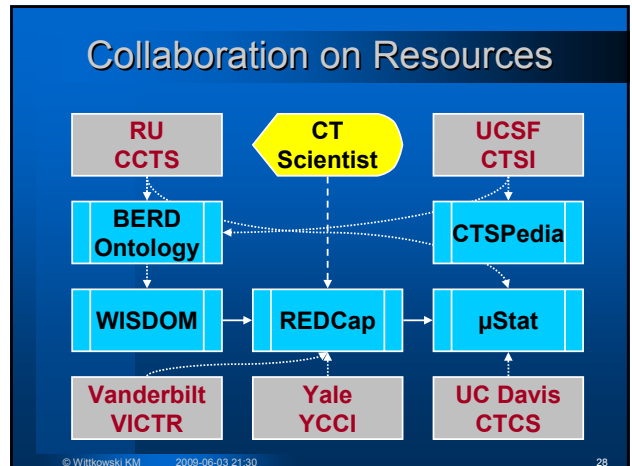 Collaboration on Resources
RU
CCTS
CT
Scientist
UCSF
CTSI
BERD
Ontology
CTSPedia
WISDOM
REDCap
µStat
Vanderbilt
VICTR
Yale
YCCI
UC Davis
CTCS
© Wittkowski KM 2009-06-03 21:30 28